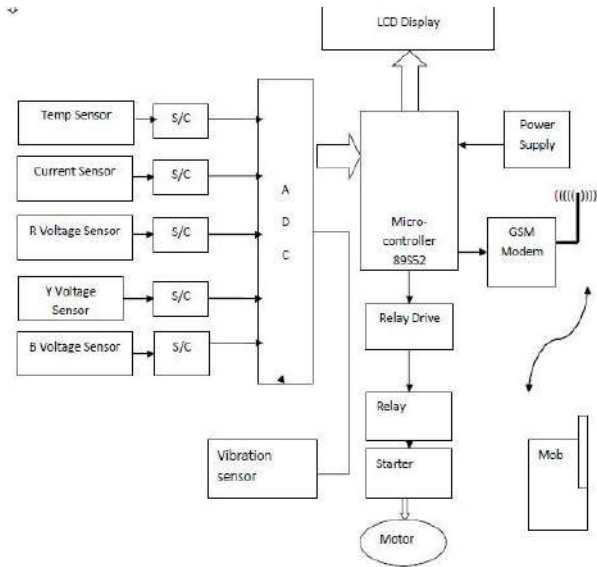 LCD Display
Temp Sensor
S/C
Current Sensor
S/C
R Voltage Sensor
S/C
Y Voltage
Sensor
S/C
B Voltage Sensor
S/C
A
D
C
Micro-
controller
89S52
Power
Supply
((((((●))))
GSM
Modem
Relay Drive
Relay
Starter
Motor
Vibration
sensor
Mob